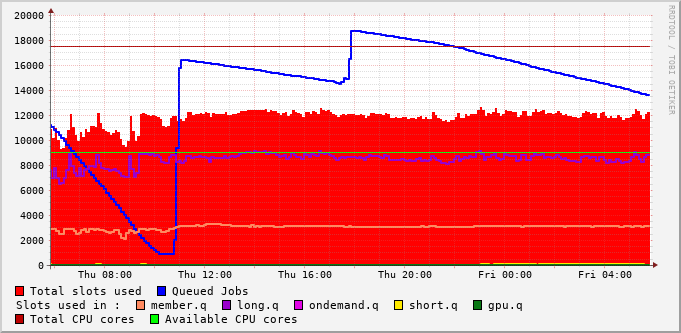 20000
18000
16000
14000
12000
10000
8000
6000
4000
2000
0
Thu 08:00 Thu 12:00 Thu 16:00 Thu 20:00 Fri 00:00 Fri 04:00
RRDTOOL / TOBI OETIKER
Total slots used Queued Jobs
Slots used in : member.q long.q ondemand.q short.q gpu.q
Total CPU cores Available CPU cores